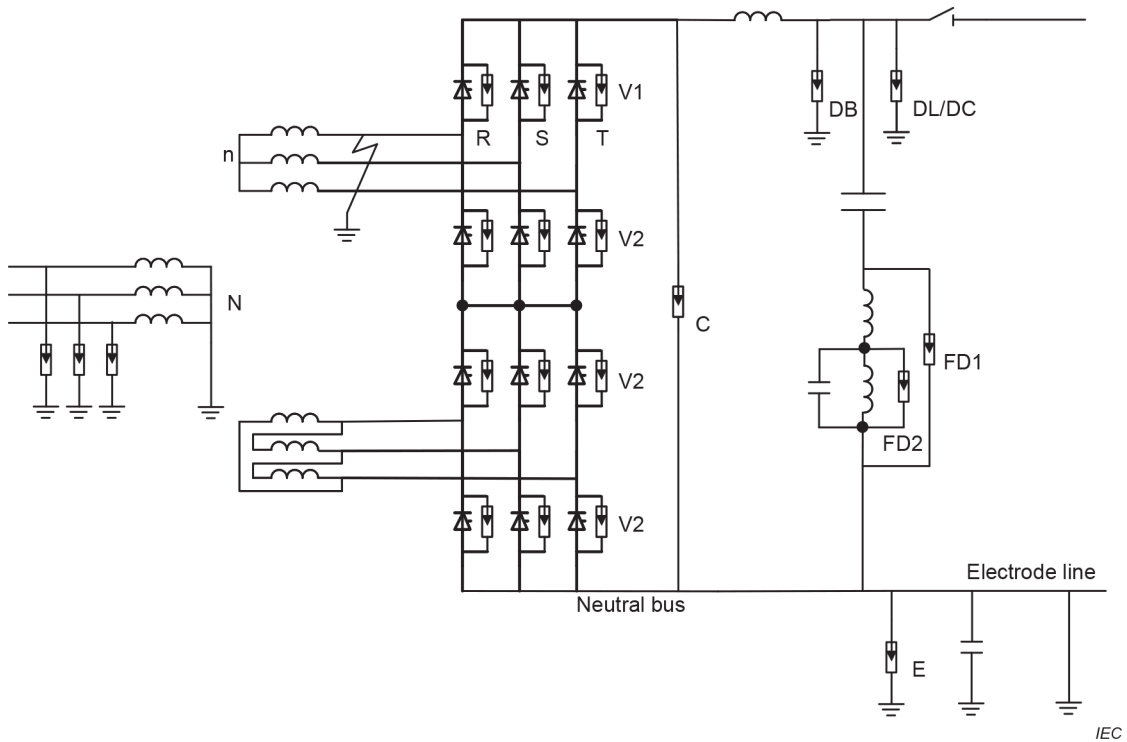 V1
DB
DL/DC
R
S
T
n
V2
N
C
V2
FD1
FD2
V2
Electrode line
Neutral bus
E
IEC